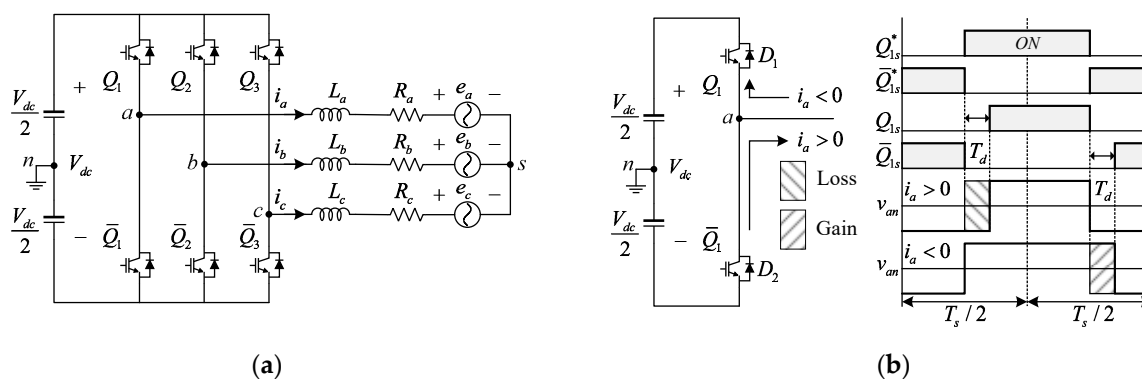 V_dc/2
+
Q_1
Q_2
Q_3
a
i_a
L_a
R_a
+ e_a −
n
V_dc
b
i_b
L_b
R_b
+ e_b −
s
c
i_c
L_c
R_c
+ e_c −
V_dc/2
−
Q̄_1
Q̄_2
Q̄_3
(a)
V_dc/2
+
Q_1
D_1
i_a < 0
a
i_a > 0
n
V_dc
V_dc/2
−
Q̄_1
D_2
Loss
Gain
Q*_1s
ON
Q̄*_1s
Q_1s
Q̄_1s
T_d
T_d
v_an
i_a > 0
v_an
i_a < 0
T_s / 2
T_s / 2
(b)